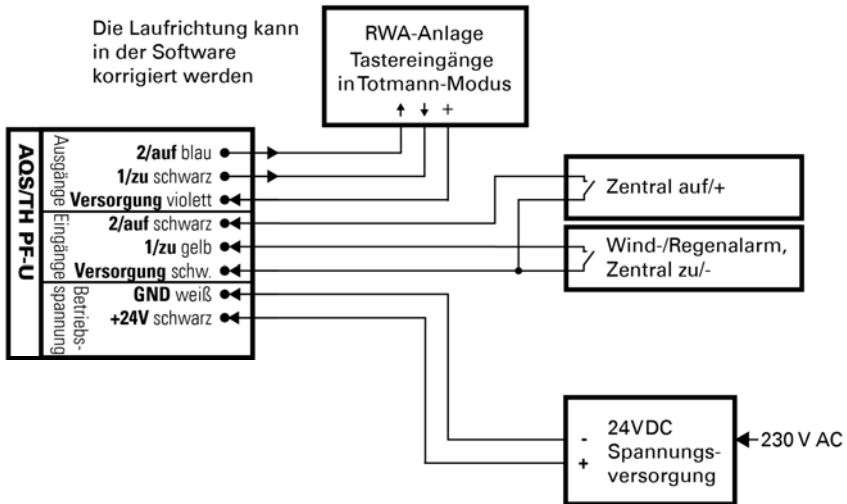 Die Laufrichtung kann
in der Software
korrigiert werden
RWA-Anlage
Tastereingänge
in Totmann-Modus
+
AQS/TH PF-U
Ausgänge
2/auf blau
1/zu schwarz
Versorgung violett
Eingänge
2/auf schwarz
1/zu gelb
Versorgung schw.
Betriebs-
spannung
GND weiß
+24V schwarz
Zentral auf/+
Wind-/Regenalarm,
Zentral zu/-
-
+
24VDC
Spannungs-
versorgung
230 V AC